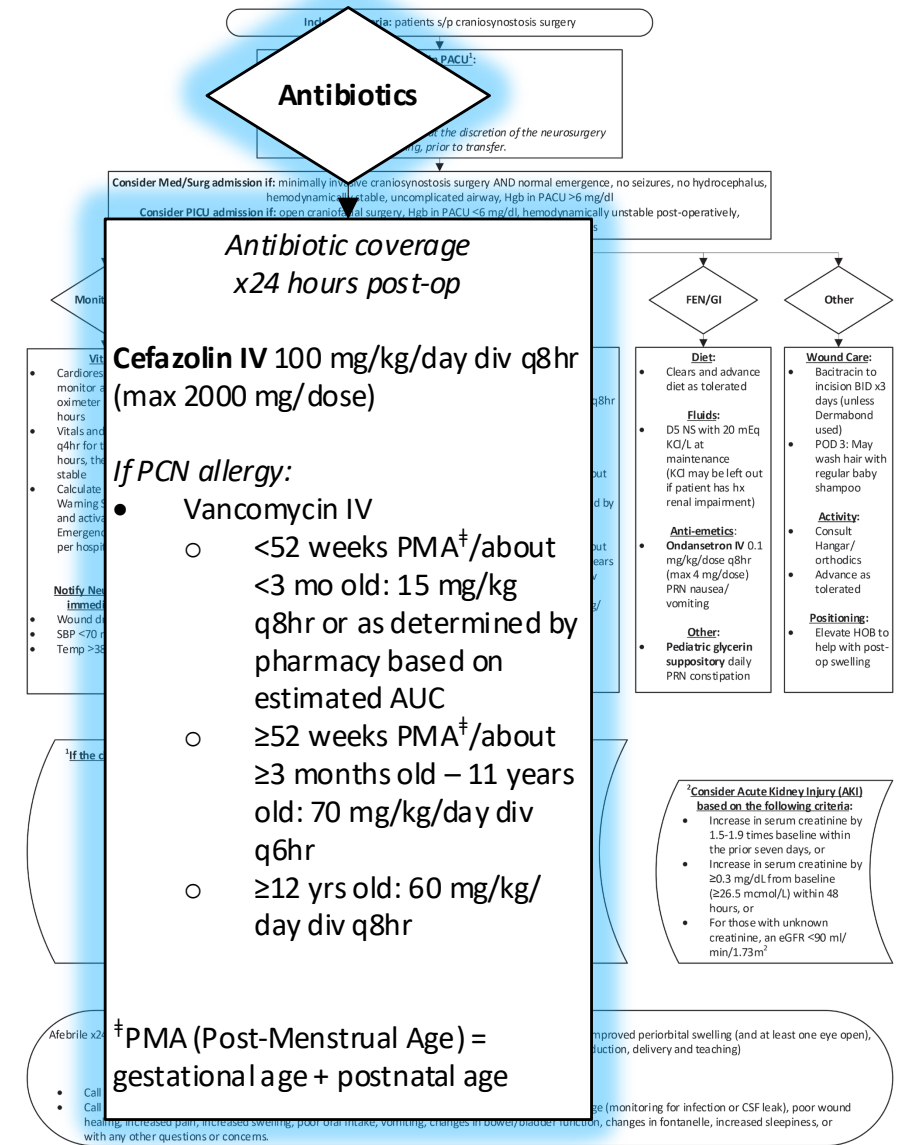 Inc
ria: patients s/p craniosynostosis surgery
PACU¹:
Antibiotics
at the discretion of the neurosurgery
ng, prior to transfer.
Consider Med/Surg admission if: minimally invasive craniosynostosis surgery AND normal emergence, no seizures, no hydrocephalus,
hemodynamically stable, uncomplicated airway, Hgb in PACU >6 mg/dl
Consider PICU admission if: open craniofacial surgery, Hgb in PACU <6 mg/dl, hemodynamically unstable post-operatively,
Antibiotic coverage
x24 hours post-op
Cefazolin IV 100 mg/kg/day div q8hr
(max 2000 mg/dose)
If PCN allergy:
• Vancomycin IV
o <52 weeks PMA‡/about
<3 mo old: 15 mg/kg
q8hr or as determined by
pharmacy based on
estimated AUC
o ≥52 weeks PMA‡/about
≥3 months old – 11 years
old: 70 mg/kg/day div
q6hr
o ≥12 yrs old: 60 mg/kg/
day div q8hr
‡PMA (Post-Menstrual Age) =
gestational age + postnatal age
Monit
Vit
• Cardiores
monitor a
oximeter
hours
• Vitals and
q4hr for t
hours, the
stable
• Calculate
Warning S
and activa
Emergenc
per hospit
Notify Neu
immedi
• Wound dr
• SBP <70 m
• Temp >38
q8hr
out
d by
out
ears
FEN/GI
Diet:
• Clears and advance
diet as tolerated
Fluids:
• D5 NS with 20 mEq
KCl/L at
maintenance
(KCl may be left out
if patient has hx
renal impairment)
Anti-emetics:
• Ondansetron IV 0.1
mg/kg/dose q8hr
(max 4 mg/dose)
PRN nausea/
vomiting
Other:
• Pediatric glycerin
suppository daily
PRN constipation
Other
Wound Care:
• Bacitracin to
incision BID x3
days (unless
Dermabond
used)
• POD 3: May
wash hair with
regular baby
shampoo
Activity:
• Consult
Hangar/
orthodics
• Advance as
tolerated
Positioning:
• Elevate HOB to
help with post-
op swelling
¹If the c
²Consider Acute Kidney Injury (AKI)
based on the following criteria:
• Increase in serum creatinine by
1.5-1.9 times baseline within
the prior seven days, or
• Increase in serum creatinine by
≥0.3 mg/dL from baseline
(≥26.5 mcmol/L) within 48
hours, or
• For those with unknown
creatinine, an eGFR <90 ml/
min/1.73m²
Afebrile x24
mproved periorbital swelling (and at least one eye open),
duction, delivery and teaching)
• Call
• Call
ge (monitoring for infection or CSF leak), poor wound
healing, increased pain, increased swelling, poor oral intake, vomiting, changes in bowel/bladder function, changes in fontanelle, increased sleepiness, or
with any other questions or concerns.